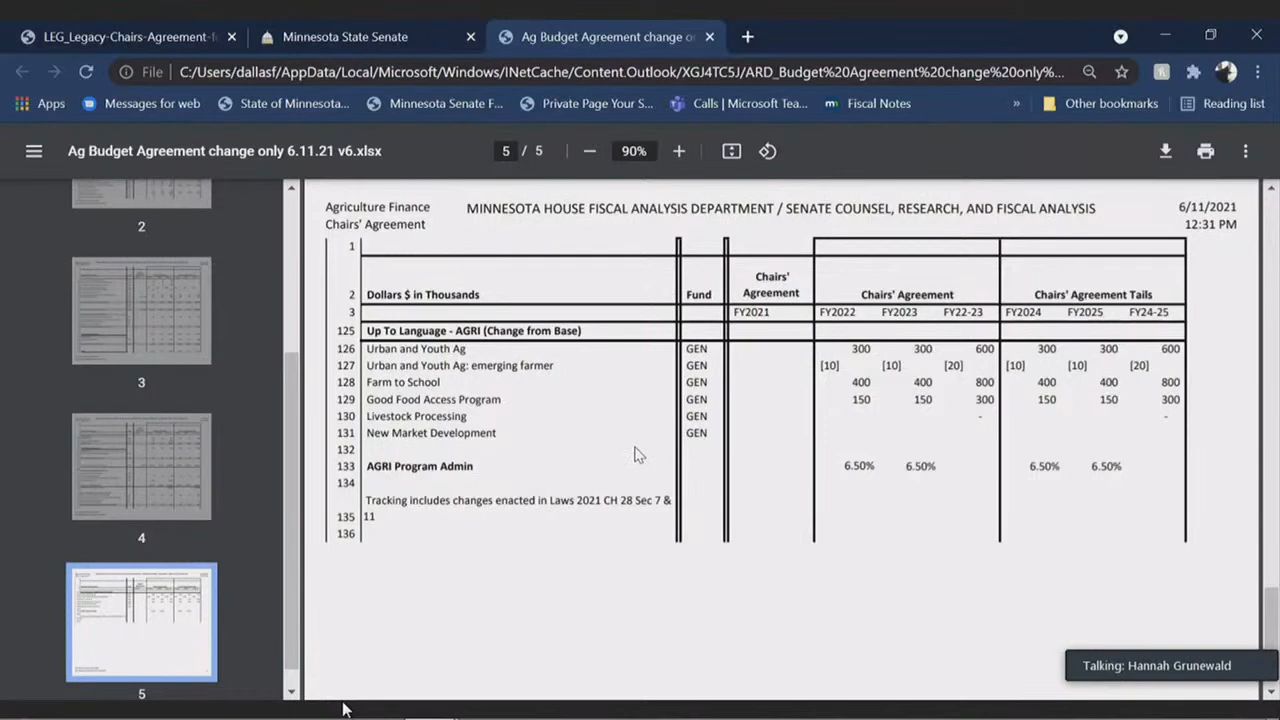 LEG_Legacy-Chairs-Agreement-f
Minnesota State Senate
Ag Budget Agreement change o
File C:/Users/dallasf/AppData/Local/Microsoft/Windows/INetCache/Content.Outlook/XGJ4TC5J/ARD_Budget%20Agreement%20change%20only%...
Apps Messages for web State of Minnesota... Minnesota Senate F... Private Page Your S... Calls | Microsoft Tea... mn Fiscal Notes » Other bookmarks Reading list
Ag Budget Agreement change only 6.11.21 v6.xlsx 5 / 5 90%
2
3
4
5
Agriculture Finance MINNESOTA HOUSE FISCAL ANALYSIS DEPARTMENT / SENATE COUNSEL, RESEARCH, AND FISCAL ANALYSIS 6/11/2021
Chairs' Agreement 12:31 PM
1
Chairs'
2 Dollars $ in Thousands Fund Agreement Chairs' Agreement Chairs' Agreement Tails
3 FY2021 FY2022 FY2023 FY22-23 FY2024 FY2025 FY24-25
125 Up To Language - AGRI (Change from Base)
126 Urban and Youth Ag GEN 300 300 600 300 300 600
127 Urban and Youth Ag: emerging farmer GEN [10] [10] [20] [10] [10] [20]
128 Farm to School GEN 400 400 800 400 400 800
129 Good Food Access Program GEN 150 150 300 150 150 300
130 Livestock Processing GEN - -
131 New Market Development GEN
132
133 AGRI Program Admin 6.50% 6.50% 6.50% 6.50%
134
Tracking includes changes enacted in Laws 2021 CH 28 Sec 7 &
135 11
136
Talking: Hannah Grunewald